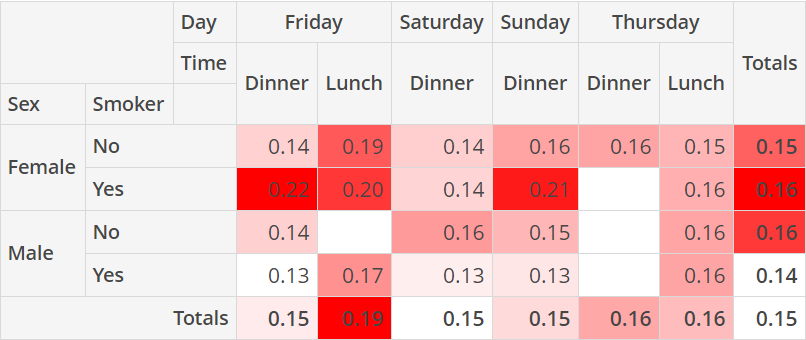 Day Friday Saturday Sunday Thursday Totals
Time Dinner Lunch Dinner Dinner Dinner Lunch
Sex Smoker
Female No 0.14 0.19 0.14 0.16 0.16 0.15 0.15
Yes 0.22 0.20 0.14 0.21 0.16 0.16
Male No 0.14 0.16 0.15 0.16 0.16
Yes 0.13 0.17 0.13 0.13 0.16 0.14
Totals 0.15 0.19 0.15 0.15 0.16 0.16 0.15